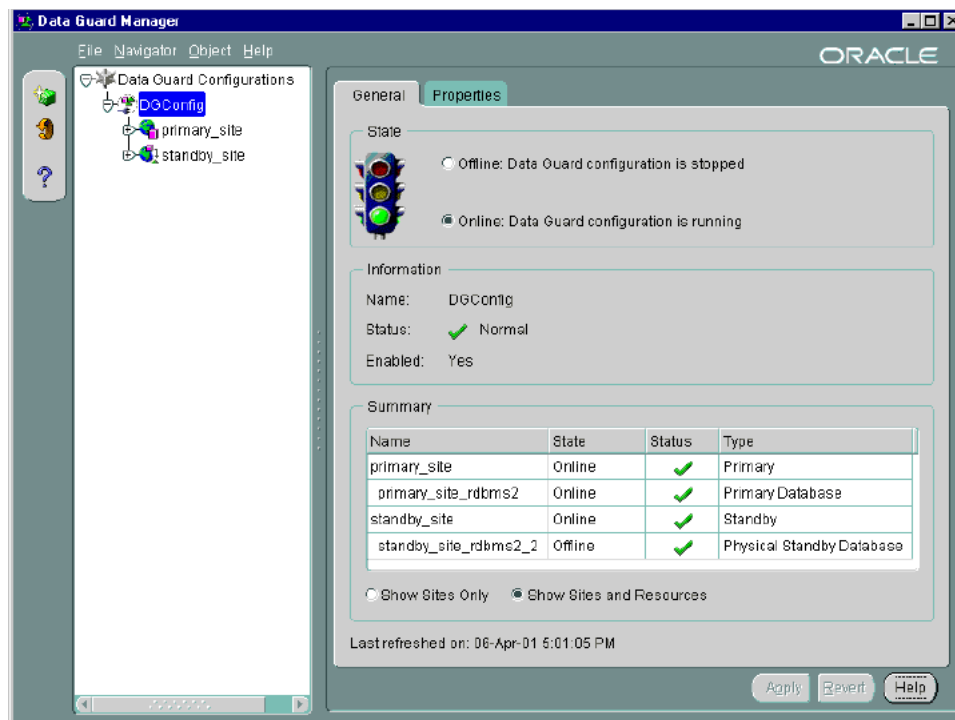 Data Guard Manager
File Navigator Object Help
ORACLE
Data Guard Configurations
DGConfig
primary_site
standby_site
General Properties
State
Offline: Data Guard configuration is stopped
Online: Data Guard configuration is running
Information
Name: DGConfig
Status: Normal
Enabled: Yes
Summary
Name State Status Type
primary_site Online Primary
primary_site_rdbms2 Online Primary Database
standby_site Online Standby
standby_site_rdbms2_2 Offline Physical Standby Database
Show Sites Only Show Sites and Resources
Last refreshed on: 06-Apr-01 5:01:05 PM
Apply Revert Help